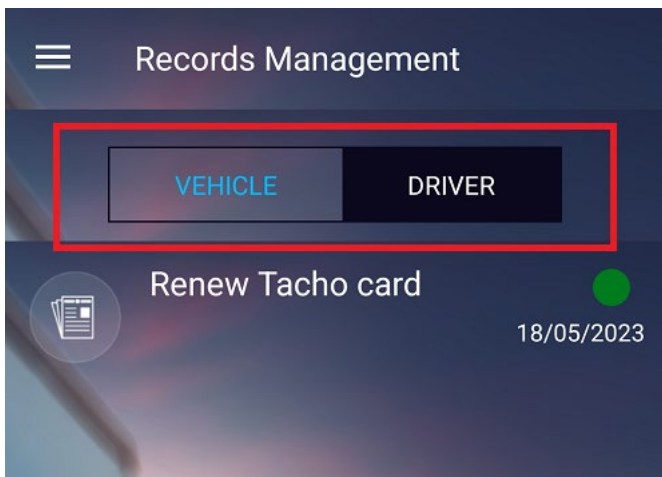 Records Management
VEHICLE DRIVER
Renew Tacho card
18/05/2023